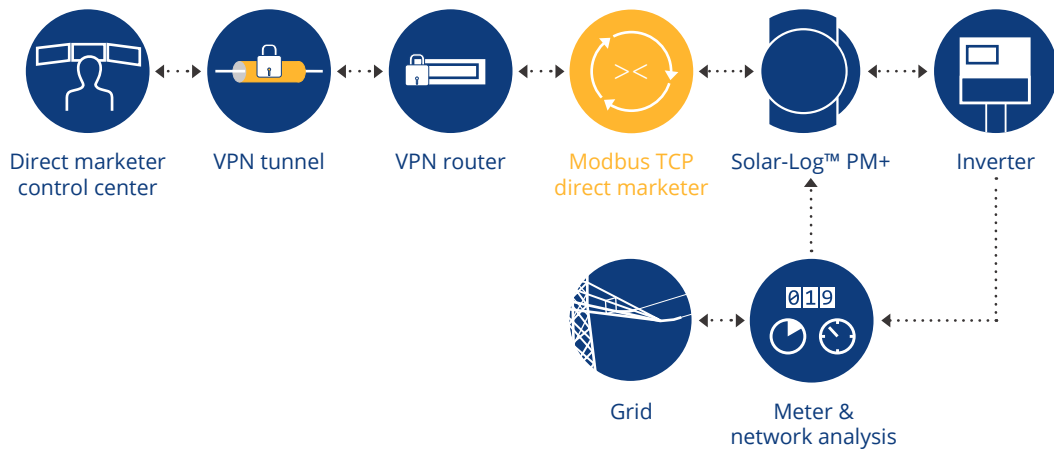 Direct marketer
control center
VPN tunnel
VPN router
><
Modbus TCP
direct marketer
Solar-Log™ PM+
Inverter
019
Grid
Meter &
network analysis